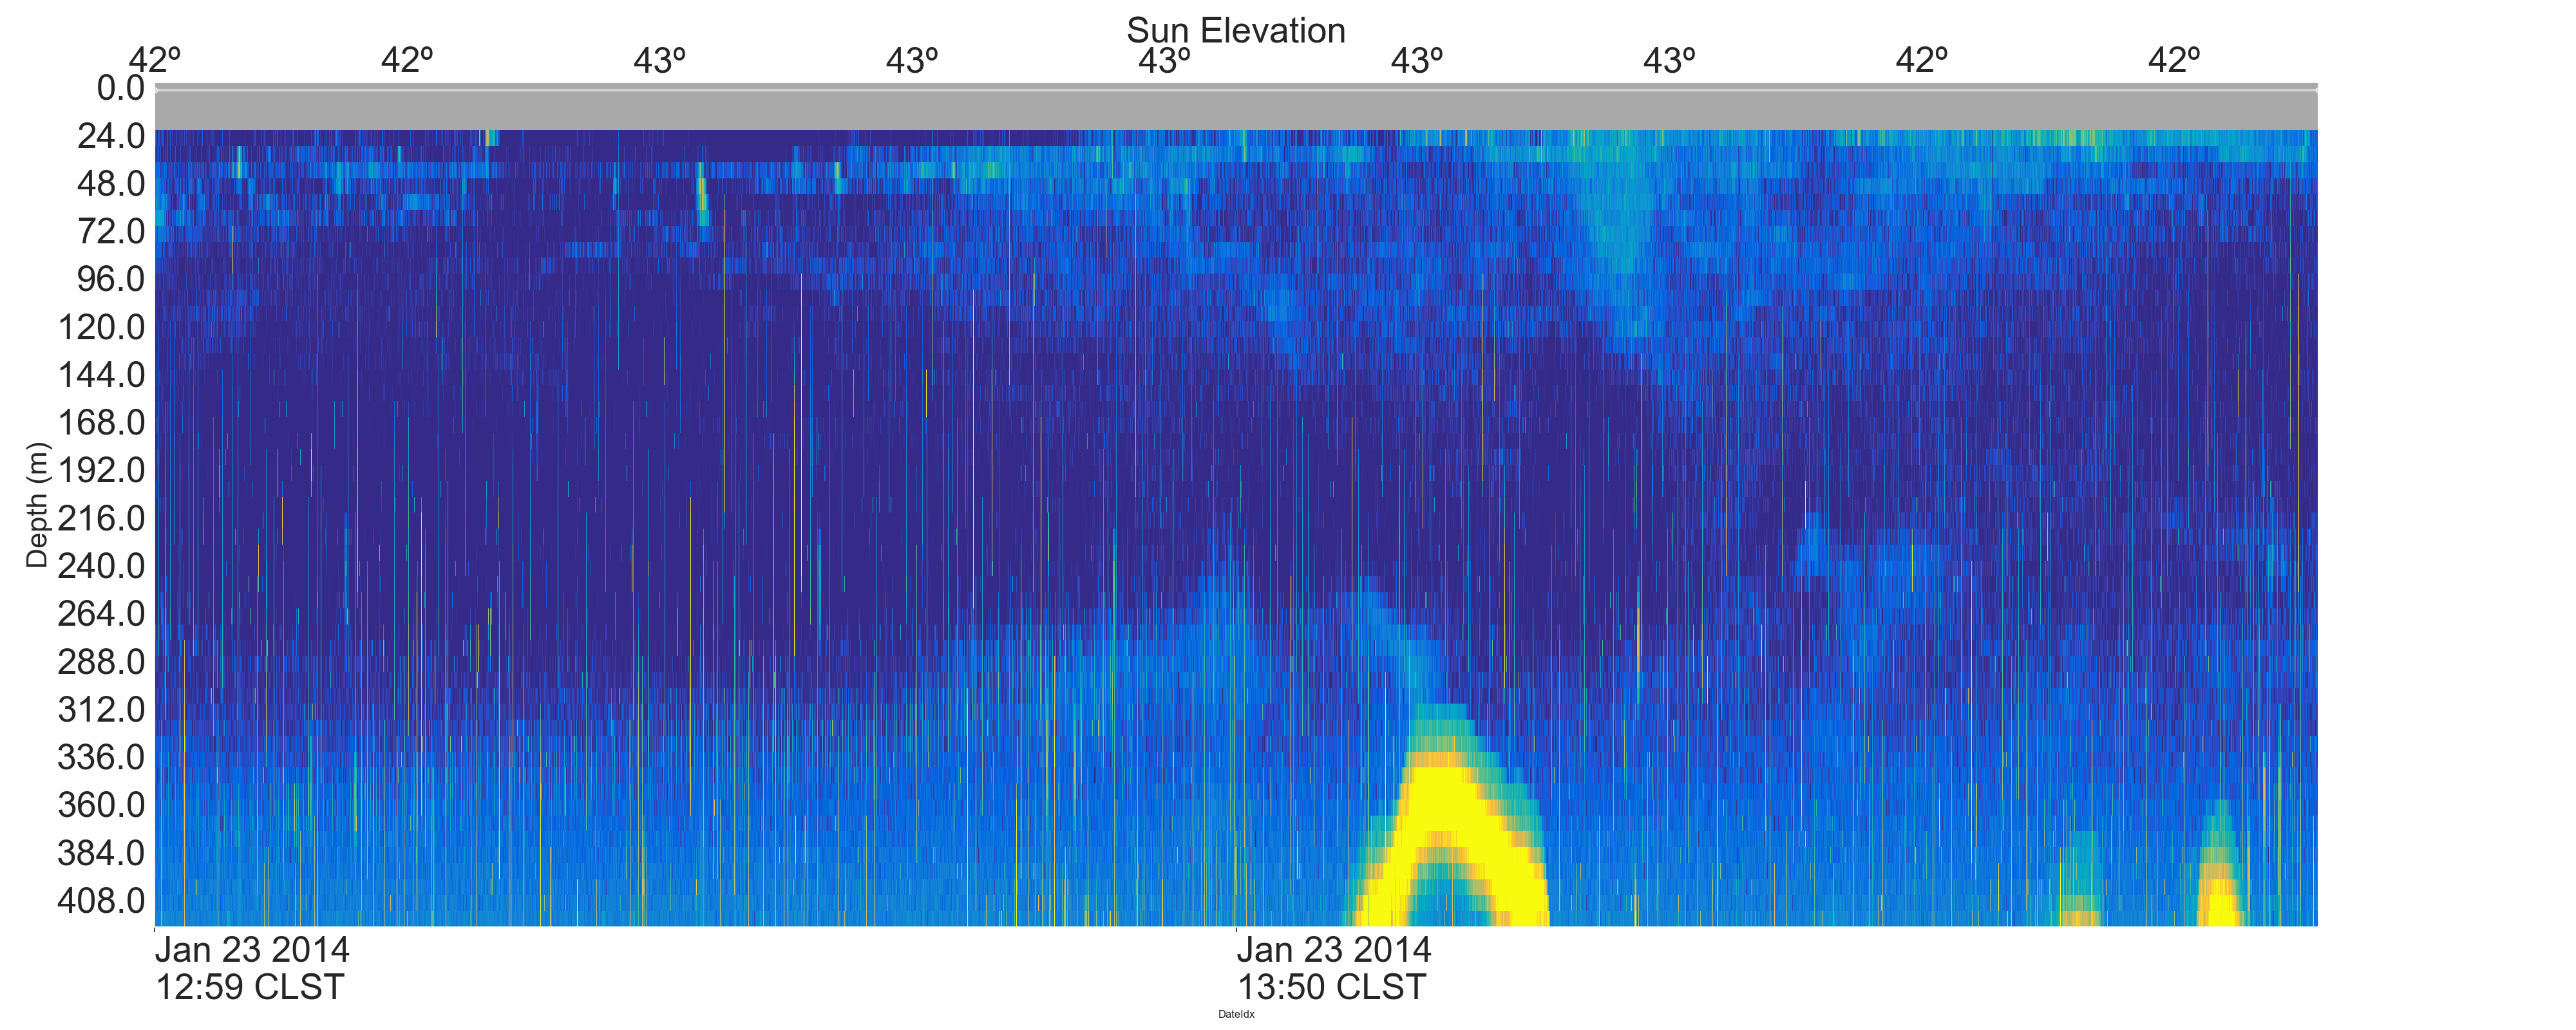 Sun Elevation
42º 42º 43º 43º 43º 43º 43º 42º 42º
0.0
24.0
48.0
72.0
96.0
120.0
144.0
168.0
192.0
216.0
240.0
264.0
288.0
312.0
336.0
360.0
384.0
408.0
Depth (m)
Jan 23 2014
12:59 CLST
Jan 23 2014
13:50 CLST
DateIdx